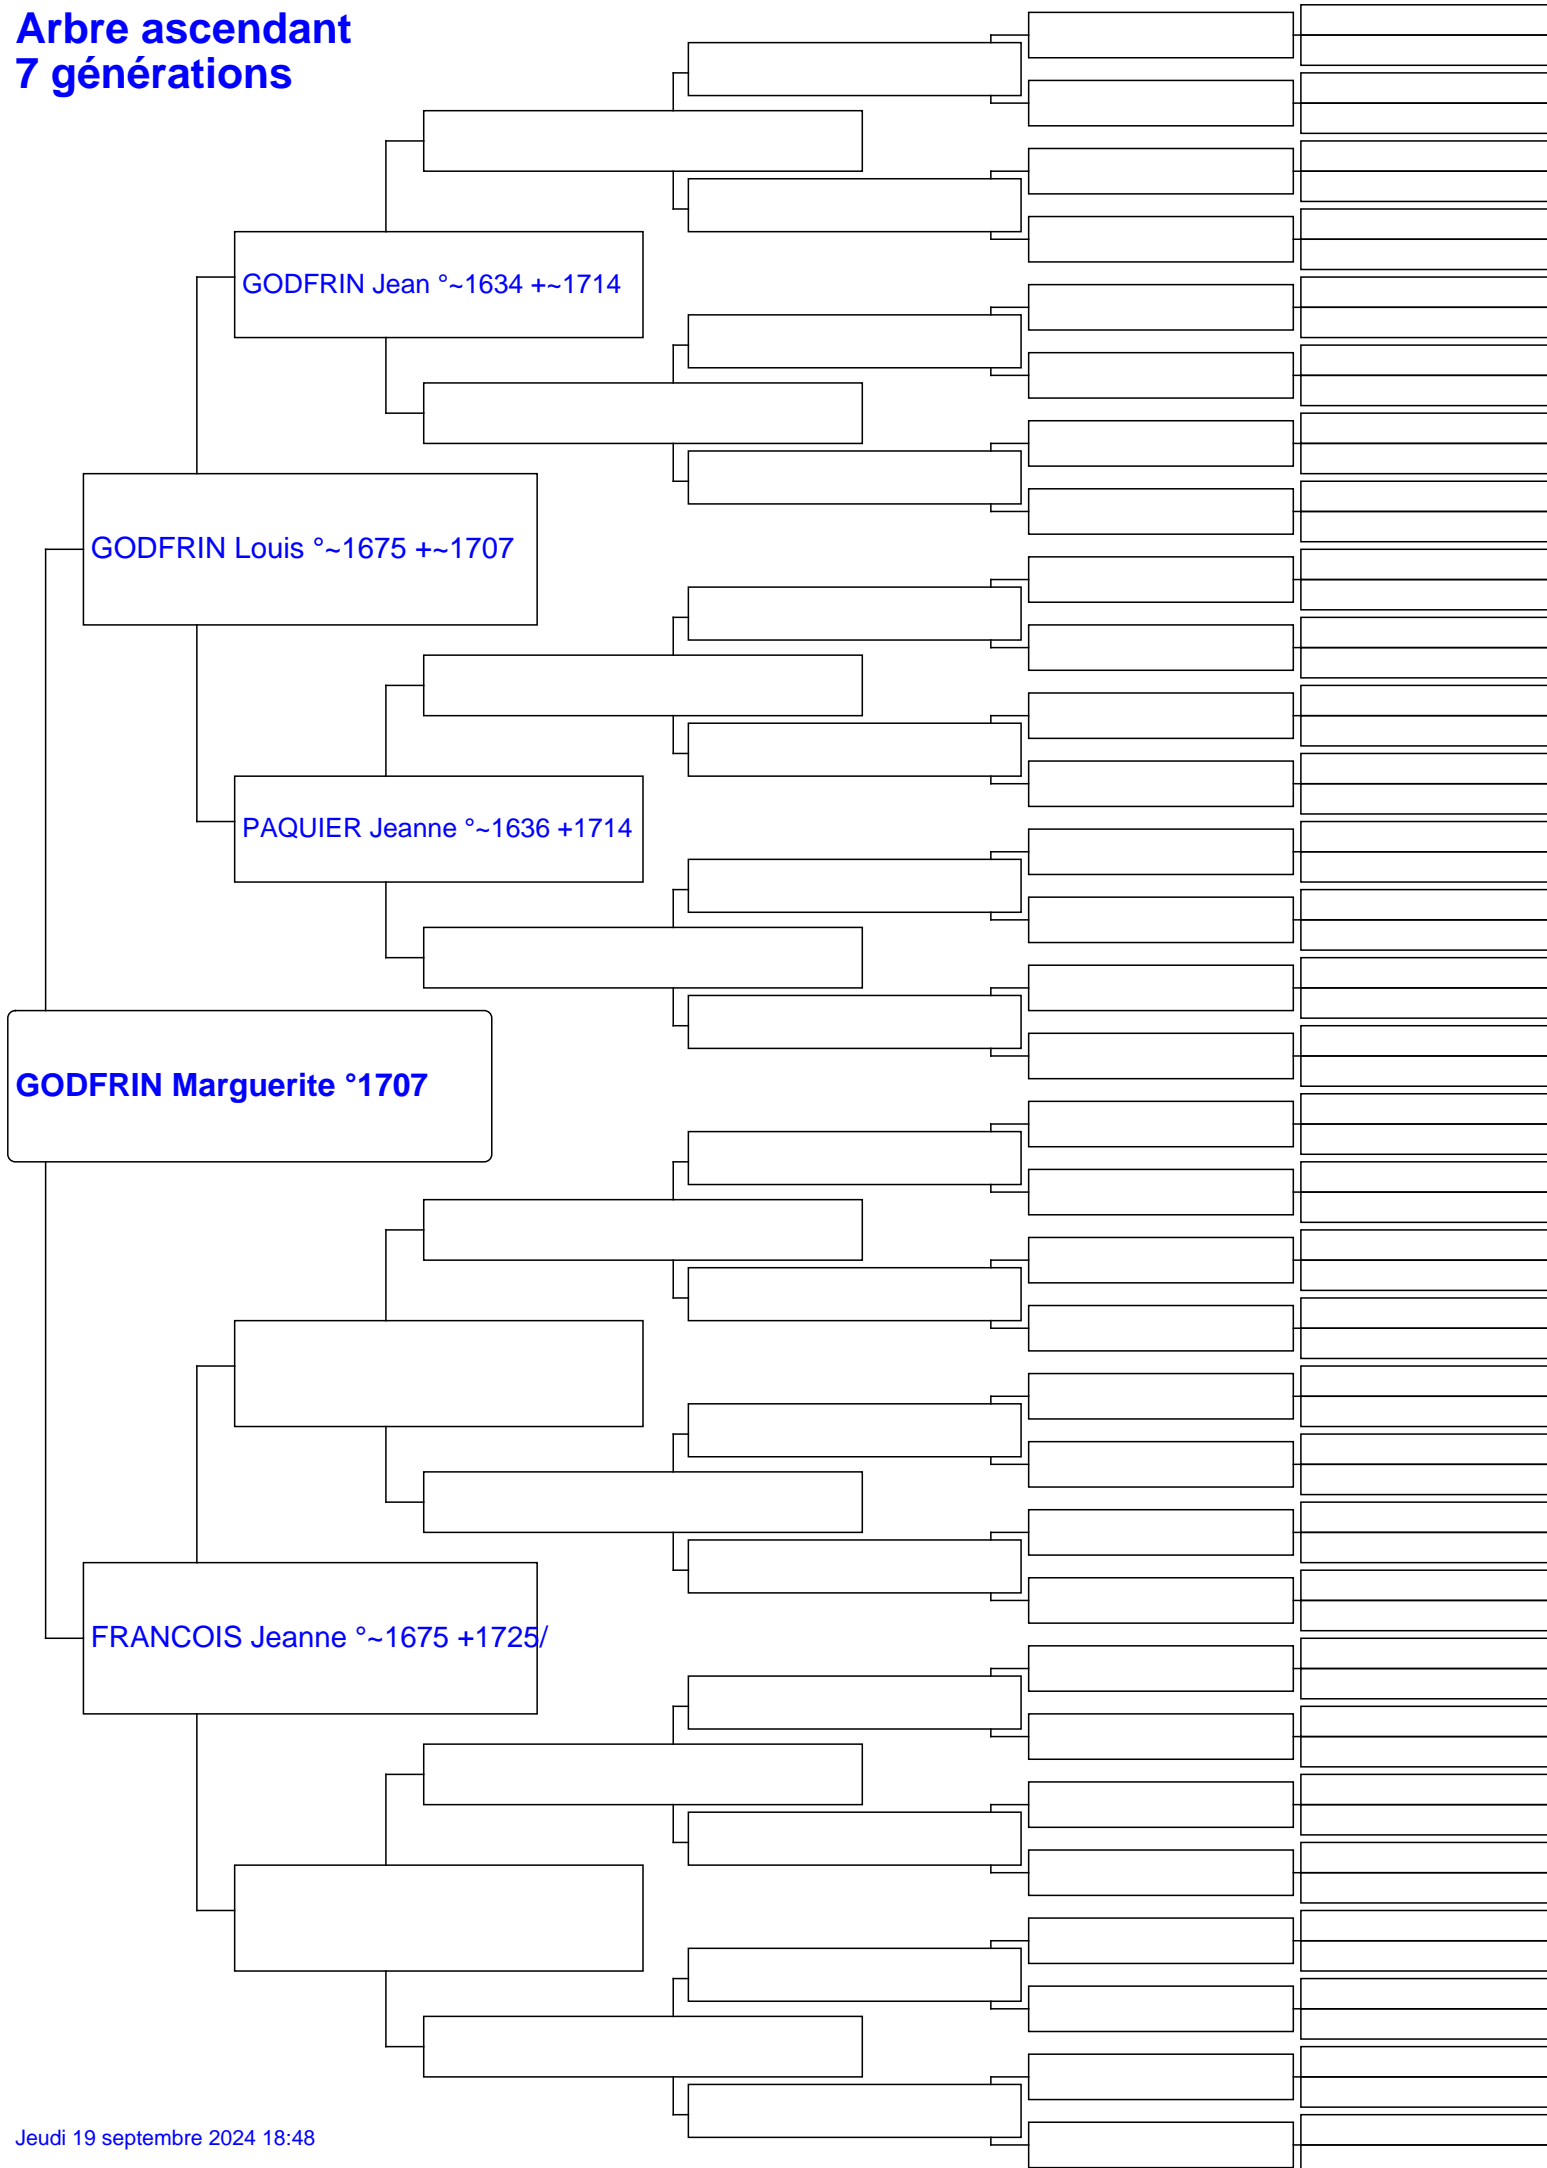 Arbre ascendant
7 générations
GODFRIN Jean °~1634 +~1714
GODFRIN Louis °~1675 +~1707
PAQUIER Jeanne °~1636 +1714
GODFRIN Marguerite °1707
FRANCOIS Jeanne °~1675 +1725/
Jeudi 19 septembre 2024 18:48